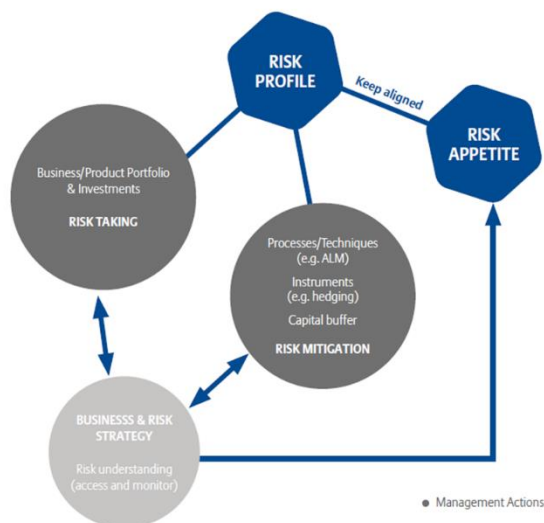 RISK
PROFILE
Keep aligned
RISK
APPETITE
Business/Product Portfolio
& Investments
RISK TAKING
Processes/Techniques
(e.g. ALM)
Instruments
(e.g. hedging)
Capital buffer
RISK MITIGATION
BUSINESSS & RISK
STRATEGY
Risk understanding
(access and monitor)
Management Actions